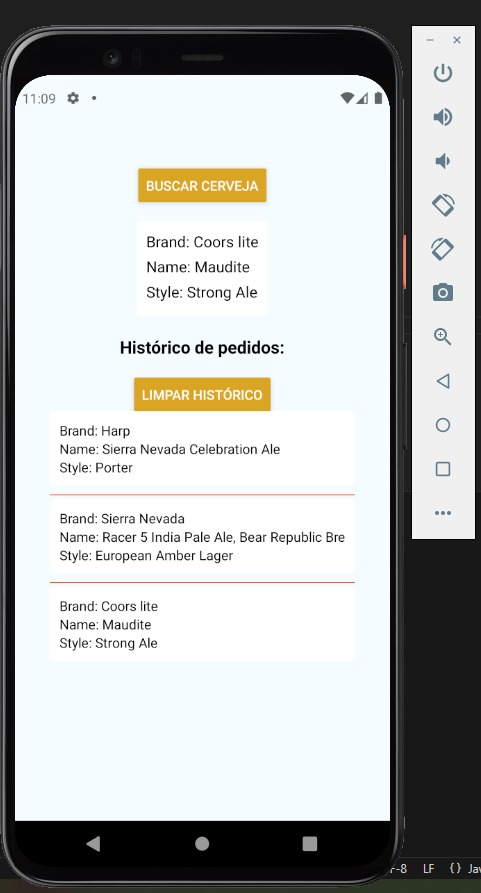 11:09
BUSCAR CERVEJA
Brand: Coors lite
Name: Maudite
Style: Strong Ale
Histórico de pedidos:
LIMPAR HISTÓRICO
Brand: Harp
Name: Sierra Nevada Celebration Ale
Style: Porter
Brand: Sierra Nevada
Name: Racer 5 India Pale Ale, Bear Republic Bre
Style: European Amber Lager
Brand: Coors lite
Name: Maudite
Style: Strong Ale
F-8 LF {} Jav